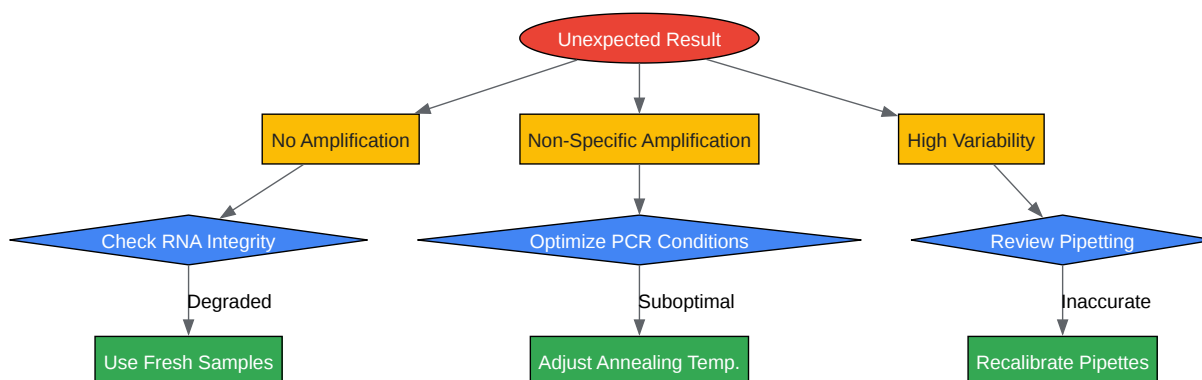 Unexpected Result
No Amplification
Non-Specific Amplification
High Variability
Check RNA Integrity
Optimize PCR Conditions
Review Pipetting
Degraded
Suboptimal
Inaccurate
Use Fresh Samples
Adjust Annealing Temp.
Recalibrate Pipettes